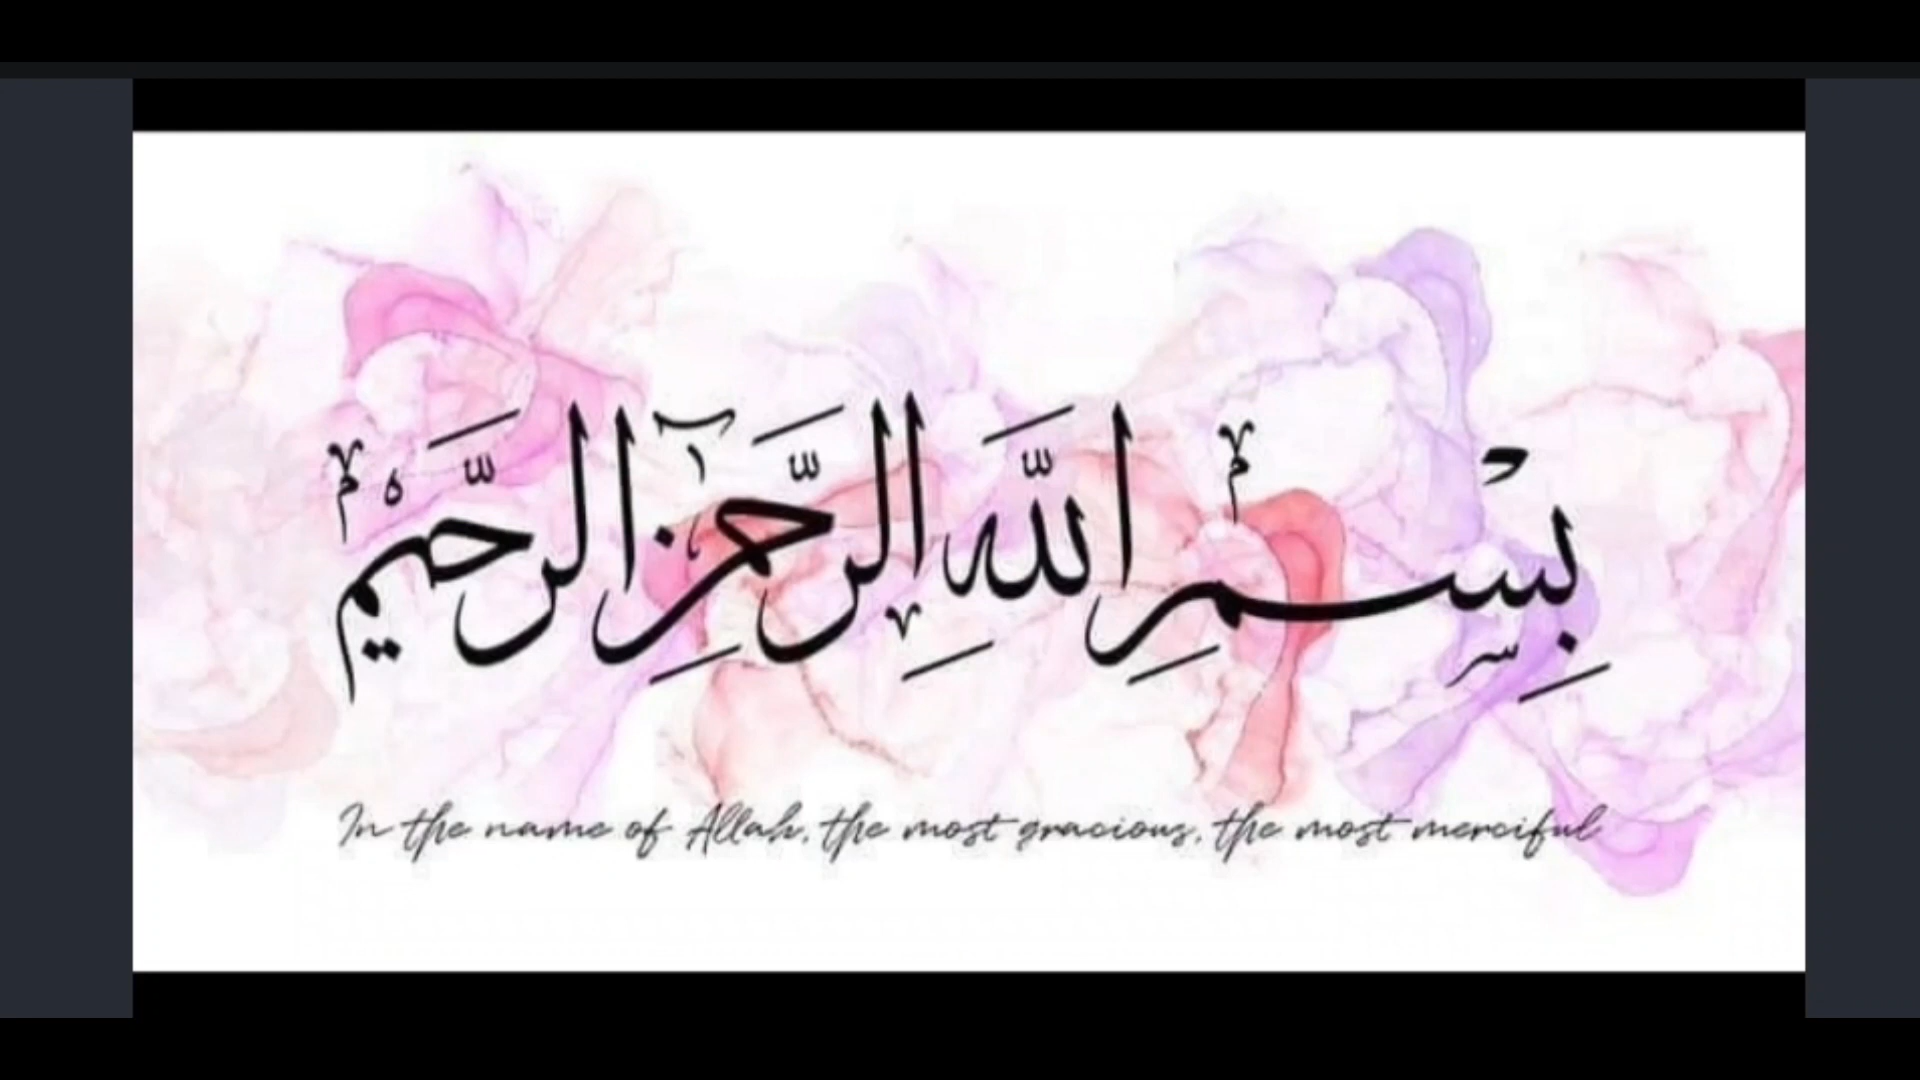 بِسْمِ اللَّهِ الرَّحْمَٰنِ الرَّحِيمِ
In the name of Allah, the most gracious, the most merciful